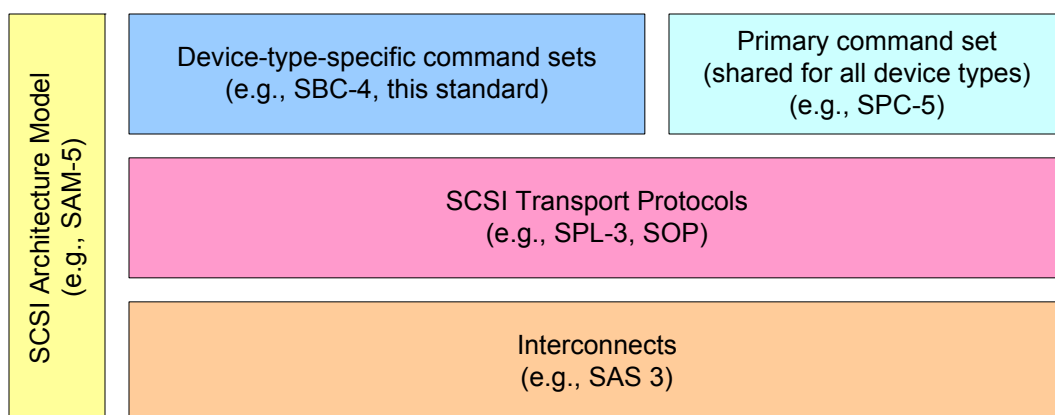 SCSI Architecture Model
(e.g., SAM-5)
Device-type-specific command sets
(e.g., SBC-4, this standard)
Primary command set
(shared for all device types)
(e.g., SPC-5)
SCSI Transport Protocols
(e.g., SPL-3, SOP)
Interconnects
(e.g., SAS 3)